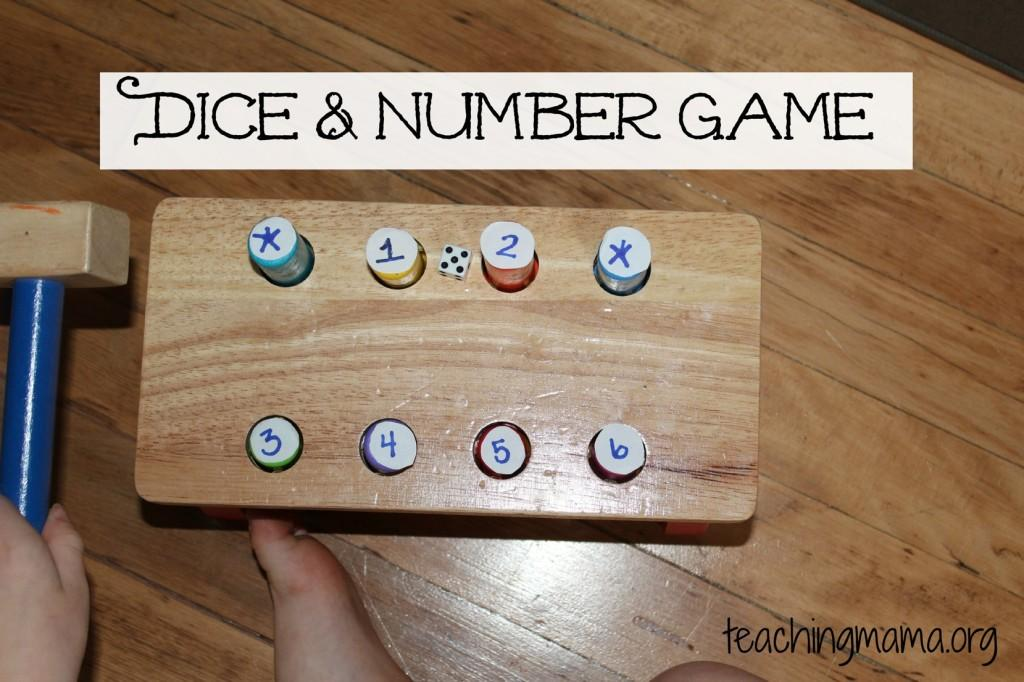 DICE & NUMBER GAME
* 1 2 *
3 4 5 6
teachingmama.org